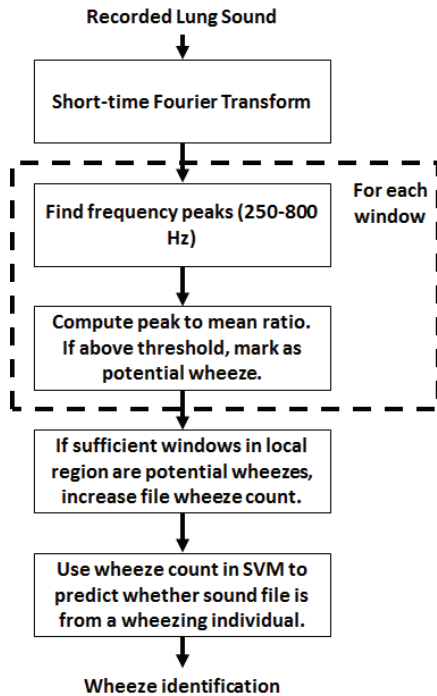 Recorded Lung Sound
Short-time Fourier Transform
For each
window
Find frequency peaks (250-800
Hz)
Compute peak to mean ratio.
If above threshold, mark as
potential wheeze.
If sufficient windows in local
region are potential wheezes,
increase file wheeze count.
Use wheeze count in SVM to
predict whether sound file is
from a wheezing individual.
Wheeze identification